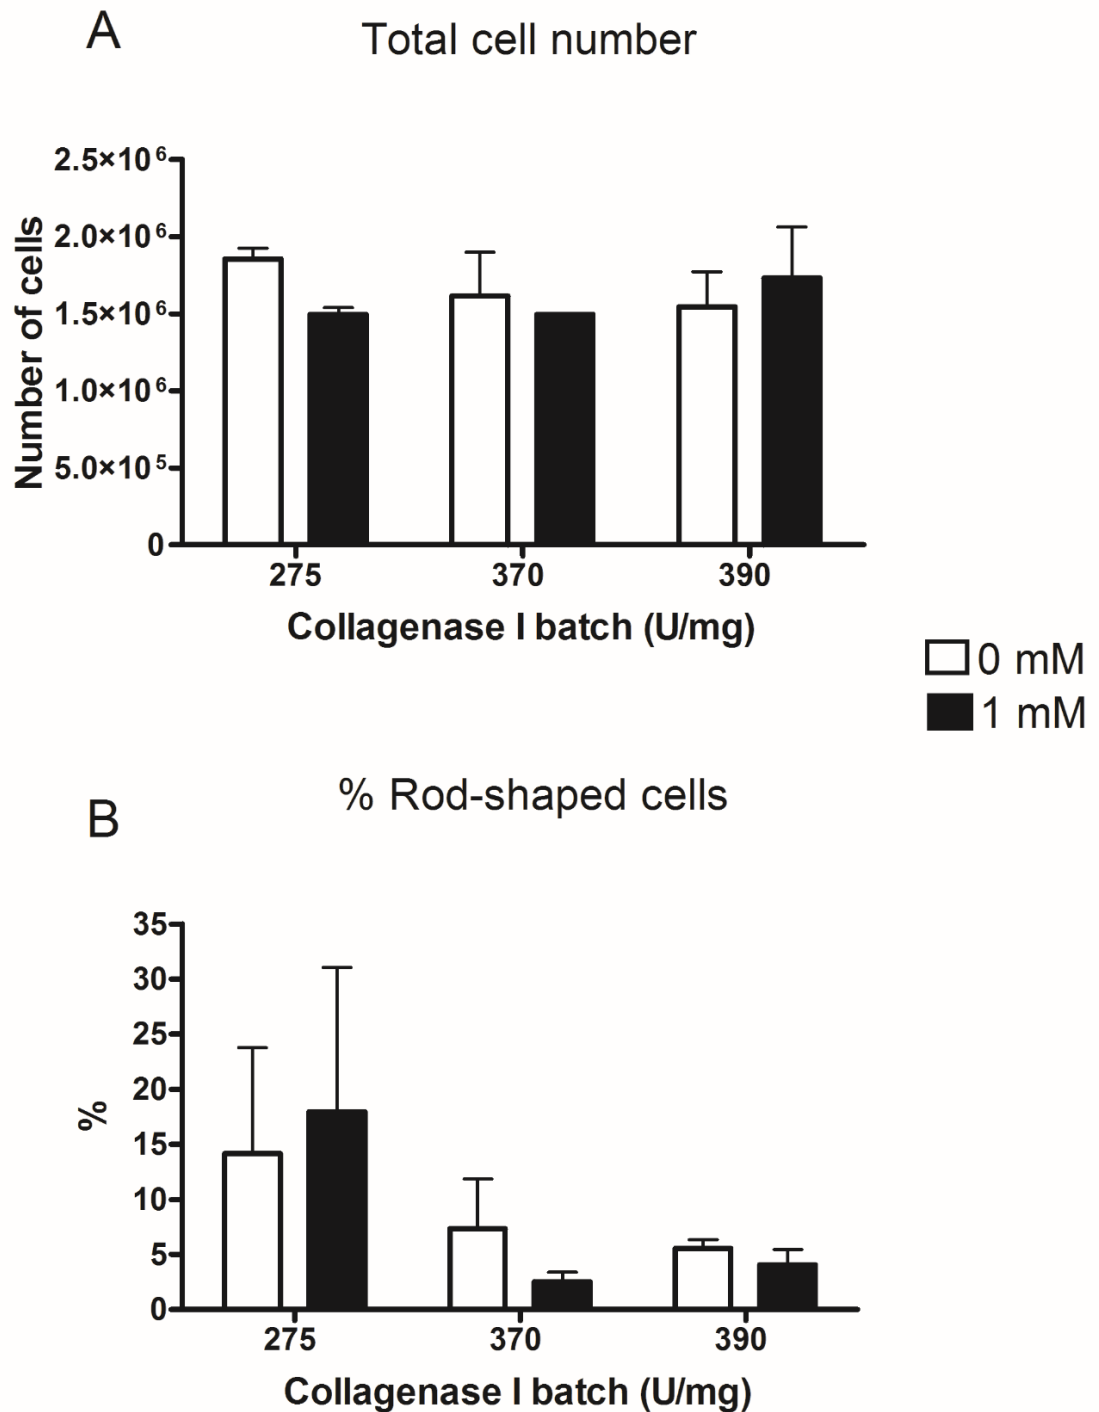 A
Total cell number
2.5×10⁶
2.0×10⁶
1.5×10⁶
1.0×10⁶
5.0×10⁵
0
Number of cells
275 370 390
Collagenase I batch (U/mg)
0 mM
1 mM
B
% Rod-shaped cells
35
30
25
20
15
10
5
0
%
275 370 390
Collagenase I batch (U/mg)